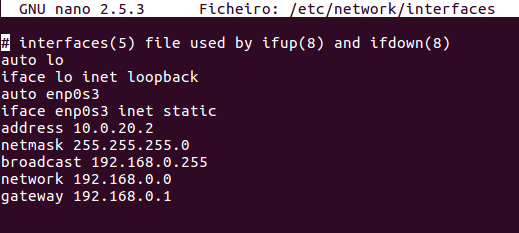 GNU nano 2.5.3 Ficheiro: /etc/network/interfaces
# interfaces(5) file used by ifup(8) and ifdown(8)
auto lo
iface lo inet loopback
auto enp0s3
iface enp0s3 inet static
address 10.0.20.2
netmask 255.255.255.0
broadcast 192.168.0.255
network 192.168.0.0
gateway 192.168.0.1